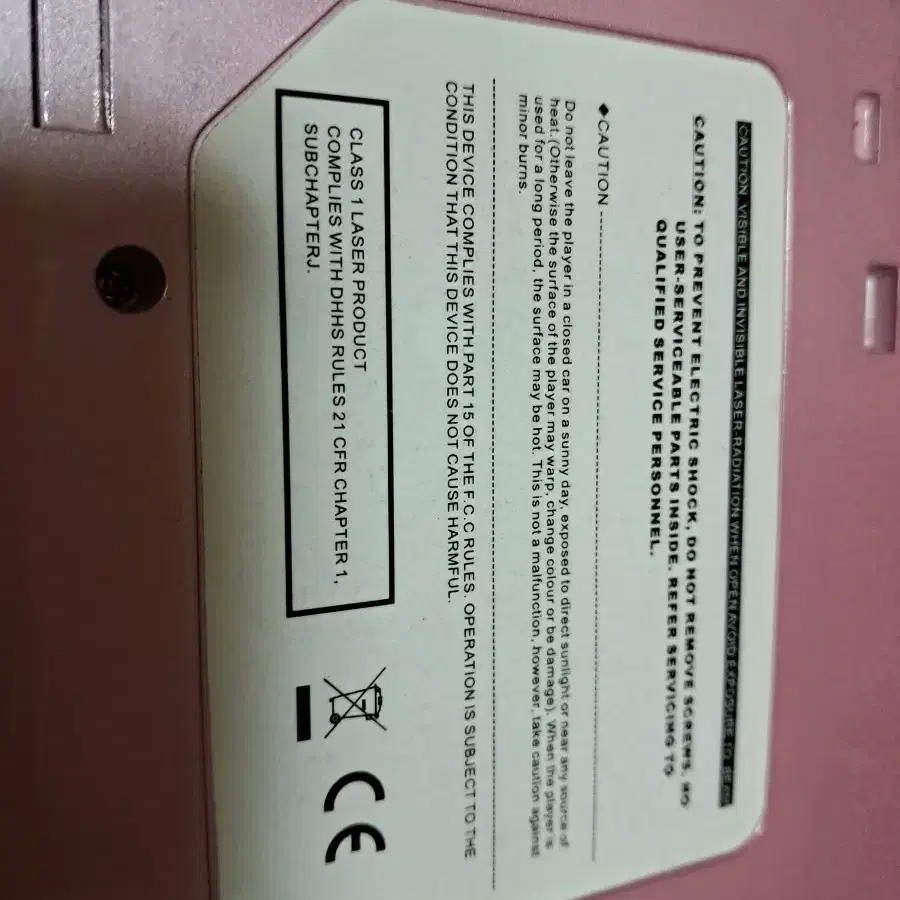 CAUTION. VISIBLE AND INVISIBLE LASER RADIATION WHEN OPEN AVOID EXPOSURE TO
CAUTION: TO PREVENT ELECTRIC SHOCK, DO NOT REMOVE SCREWS. NO
USER-SERVICEABLE PARTS INSIDE. REFER SERVICING TO
QUALIFIED SERVICE PERSONNEL.
◆CAUTION
Do not leave the player in a closed car on a sunny day, exposed to direct sunlight or near any source of
heat.(Otherwise the surface of the player may warp, change colour or be damage). When the player is
used for a long period, the surface may be hot. This is not a malfunction, however, take caution against
minor burns.
THIS DEVICE COMPLIES WITH PART 15 OF THE F.C.C RULES. OPERATION IS SUBJECT TO THE
CONDITION THAT THIS DEVICE DOES NOT CAUSE HARMFUL.
CLASS 1 LASER PRODUCT
COMPLIES WITH DHHS RULES 21 CFR CHAPTER 1,
SUBCHAPTERJ.
CE